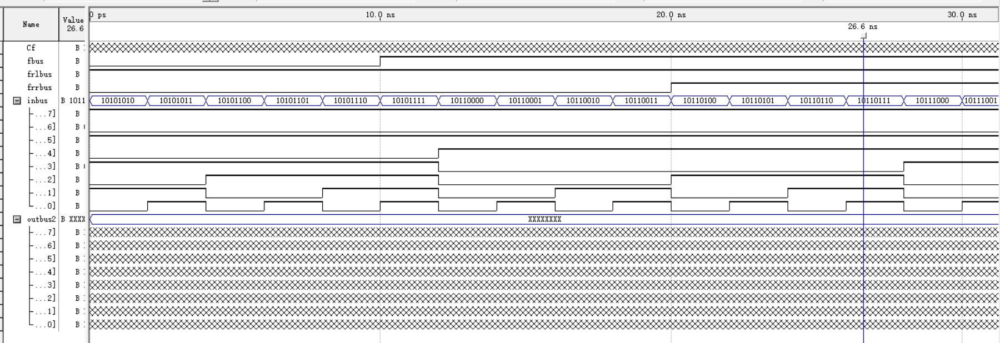 0 ps 10.0 ns 20.0 ns 30.0 ns
Name Value 26.6
26.6 ns
Cf B
fbus B
frlbus B
frrbus B
inbus B 1011 10101010 10101011 10101100 10101101 10101110 10101111 10110000 10110001 10110010 10110011 10110100 10110101 10110110 10110111 10111000 10111001
...7] B
...6] B
...5] B
...4] B
...3] B
...2] B
...1] B
...0] B
outbus2 B XXXX XXXXXXXX
...7] B
...6] B
...5] B
...4] B
...3] B
...2] B
...1] B
...0] B